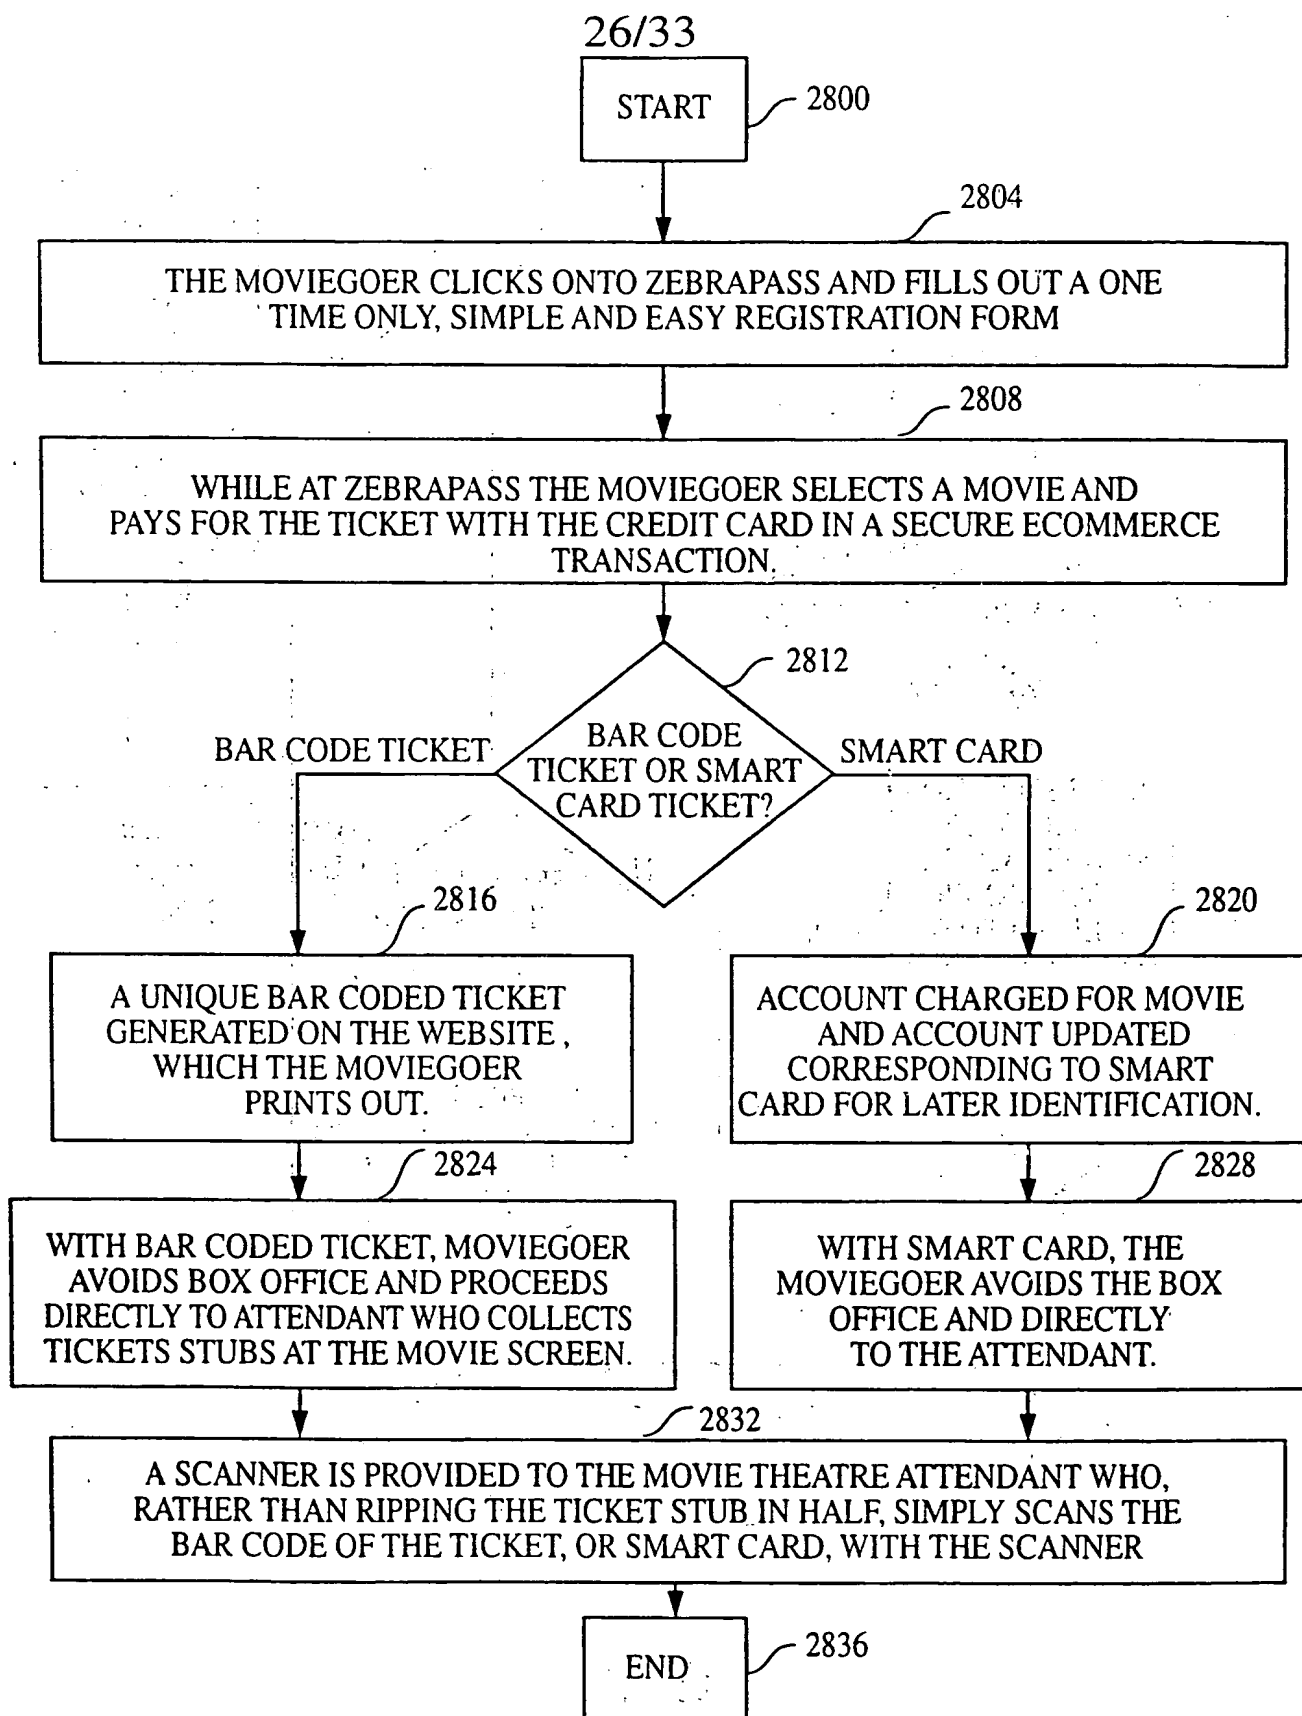 26/33
START
2800
2804
THE MOVIEGOER CLICKS ONTO ZEBRAPASS AND FILLS OUT A ONE
TIME ONLY, SIMPLE AND EASY REGISTRATION FORM
2808
WHILE AT ZEBRAPASS THE MOVIEGOER SELECTS A MOVIE AND
PAYS FOR THE TICKET WITH THE CREDIT CARD IN A SECURE ECOMMERCE
TRANSACTION.
2812
BAR CODE TICKET
BAR CODE
TICKET OR SMART
CARD TICKET?
SMART CARD
2816
A UNIQUE BAR CODED TICKET
GENERATED ON THE WEBSITE,
WHICH THE MOVIEGOER
PRINTS OUT.
2820
ACCOUNT CHARGED FOR MOVIE
AND ACCOUNT UPDATED
CORRESPONDING TO SMART
CARD FOR LATER IDENTIFICATION.
2824
WITH BAR CODED TICKET, MOVIEGOER
AVOIDS BOX OFFICE AND PROCEEDS
DIRECTLY TO ATTENDANT WHO COLLECTS
TICKETS STUBS AT THE MOVIE SCREEN.
2828
WITH SMART CARD, THE
MOVIEGOER AVOIDS THE BOX
OFFICE AND DIRECTLY
TO THE ATTENDANT.
2832
A SCANNER IS PROVIDED TO THE MOVIE THEATRE ATTENDANT WHO,
RATHER THAN RIPPING THE TICKET STUB IN HALF, SIMPLY SCANS THE
BAR CODE OF THE TICKET, OR SMART CARD, WITH THE SCANNER
END
2836